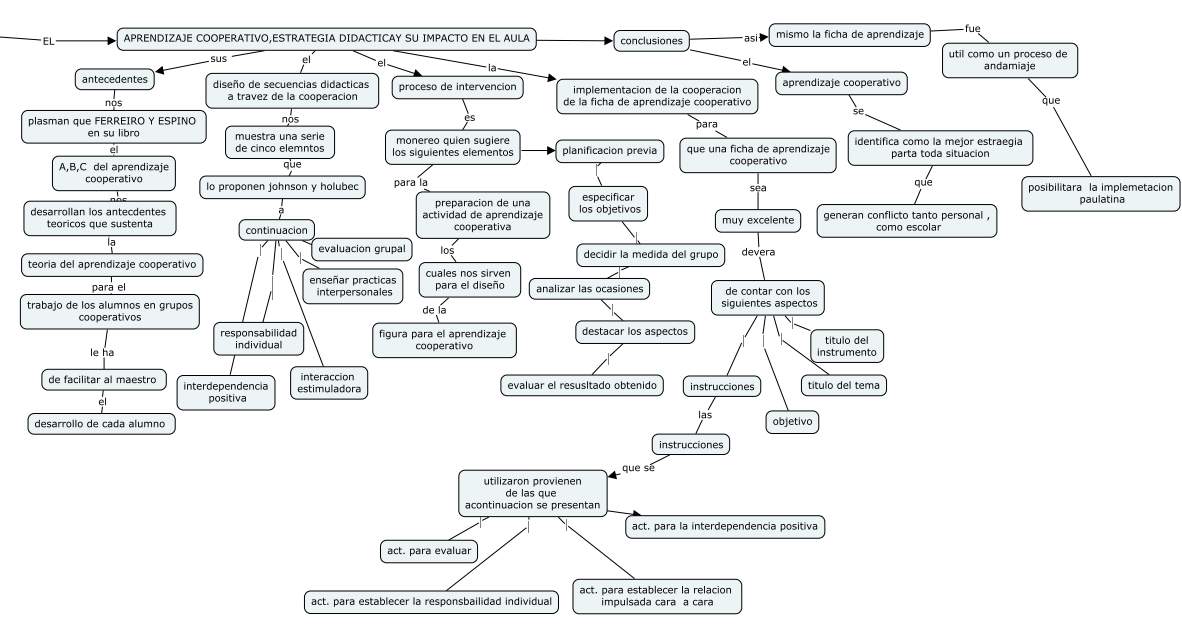 EL
APRENDIZAJE COOPERATIVO,ESTRATEGIA DIDACTICAY SU IMPACTO EN EL AULA
sus
antecedentes
nos
plasman que FERREIRO Y ESPINO
en su libro
el
A,B,C del aprendizaje
cooperativo
nos
desarrollan los antecdentes
teoricos que sustenta
la
teoria del aprendizaje cooperativo
para el
trabajo de los alumnos en grupos
cooperativos
le ha
de facilitar al maestro
el
desarrollo de cada alumno
el
diseño de secuencias didacticas
a travez de la cooperacion
nos
muestra una serie
de cinco elemntos
que
lo proponen johnson y holubec
a
continuacion
evaluacion grupal
enseñar practicas
interpersonales
responsabilidad
individual
interdependencia
positiva
interaccion
estimuladora
el
proceso de intervencion
es
monereo quien sugiere
los siguientes elementos
para la
preparacion de una
actividad de aprendizaje
cooperativa
los
cuales nos sirven
para el diseño
de la
figura para el aprendizaje
cooperativo
planificacion previa
especificar
los objetivos
decidir la medida del grupo
analizar las ocasiones
destacar los aspectos
evaluar el resusltado obtenido
la
implementacion de la cooperacion
de la ficha de aprendizaje cooperativo
para
que una ficha de aprendizaje
cooperativo
sea
muy excelente
devera
de contar con los
siguientes aspectos
titulo del
instrumento
titulo del tema
objetivo
instrucciones
las
instrucciones
que se
utilizaron provienen
de las que
acontinuacion se presentan
act. para la interdependencia positiva
act. para evaluar
act. para establecer la responsbailidad individual
act. para establecer la relacion
impulsada cara a cara
conclusiones
asi
mismo la ficha de aprendizaje
fue
util como un proceso de
andamiaje
que
posibilitara la implemetacion
paulatina
el
aprendizaje cooperativo
se
identifica como la mejor estraegia
parta toda situacion
que
generan conflicto tanto personal ,
como escolar